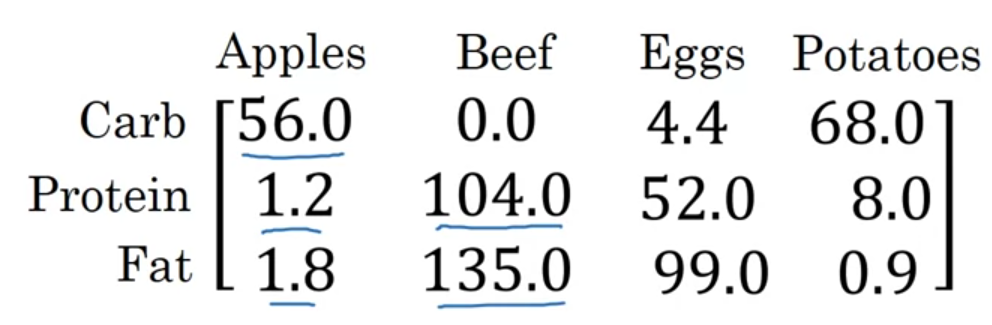 Apples Beef Eggs Potatoes
Carb 56.0 0.0 4.4 68.0
Protein 1.2 104.0 52.0 8.0
Fat 1.8 135.0 99.0 0.9